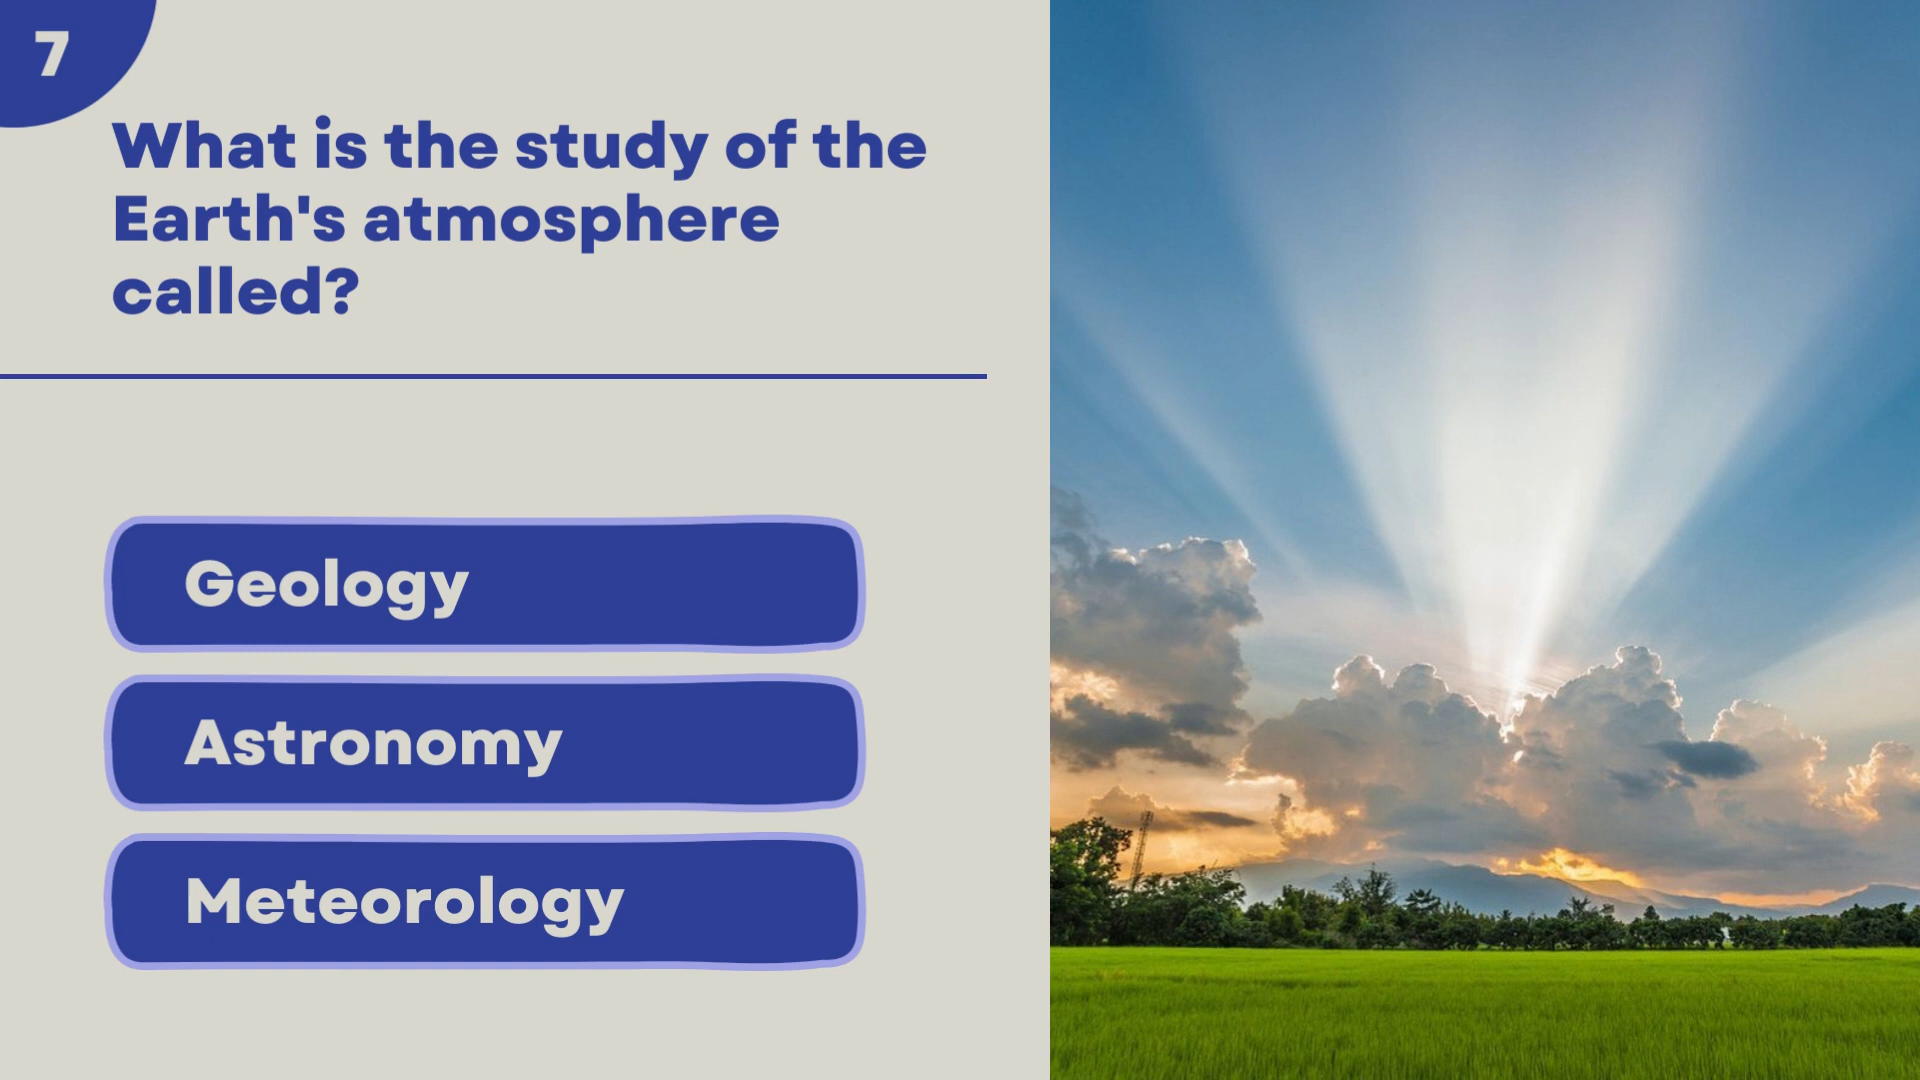 7
What is the study of the
Earth's atmosphere
called?
Geology
Astronomy
Meteorology